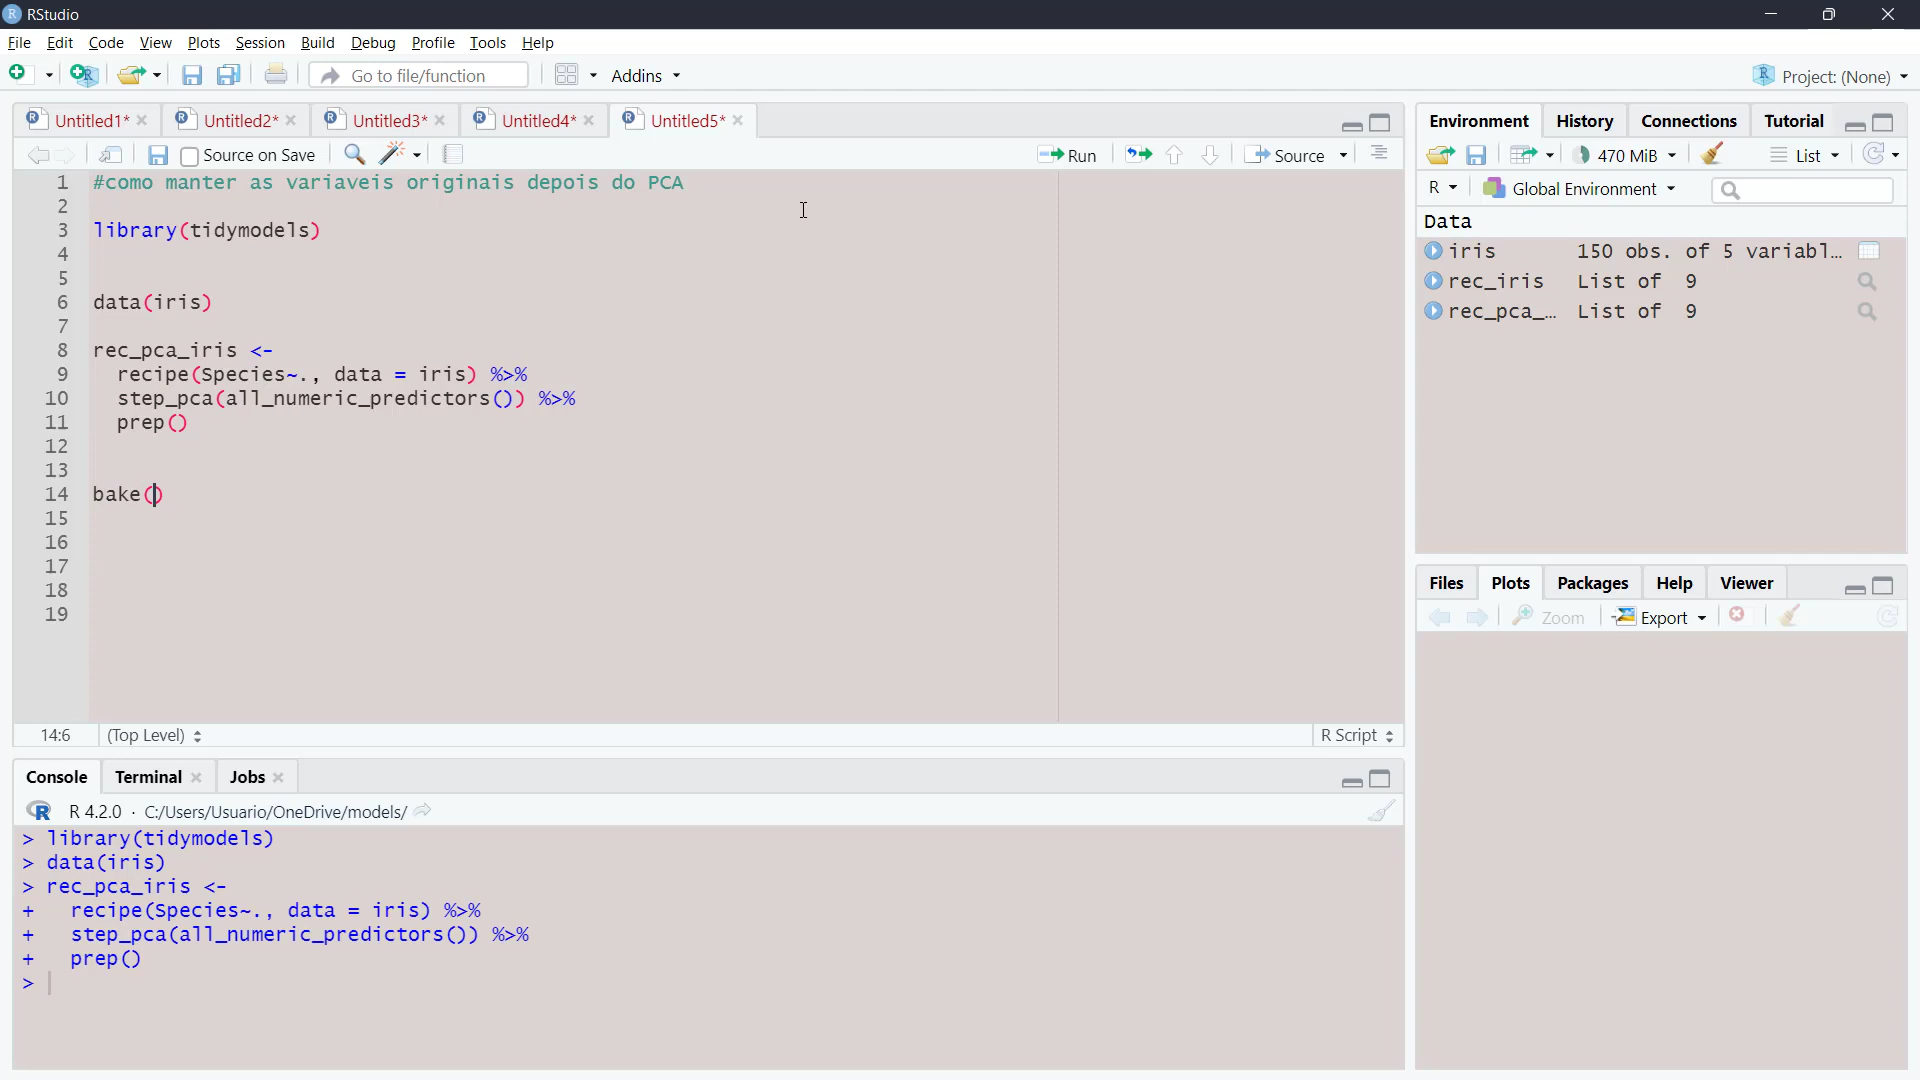 RStudio
File Edit Code View Plots Session Build Debug Profile Tools Help
Go to file/function Addins Project: (None)
Untitled1* Untitled2* Untitled3* Untitled4* Untitled5*
Source on Save Run Source
1 #como manter as variaveis originais depois do PCA
2
3 library(tidymodels)
4
5
6 data(iris)
7
8 rec_pca_iris <-
9 recipe(Species~., data = iris) %>%
10 step_pca(all_numeric_predictors()) %>%
11 prep()
12
13
14 bake()
15
16
17
18
19
14:6 (Top Level) R Script
Console Terminal Jobs
R 4.2.0 · C:/Users/Usuario/OneDrive/models/
> library(tidymodels)
> data(iris)
> rec_pca_iris <-
+ recipe(Species~., data = iris) %>%
+ step_pca(all_numeric_predictors()) %>%
+ prep()
>
Environment History Connections Tutorial
470 MiB List
R Global Environment
Data
iris 150 obs. of 5 variabl…
rec_iris List of 9
rec_pca_… List of 9
Files Plots Packages Help Viewer
Zoom Export